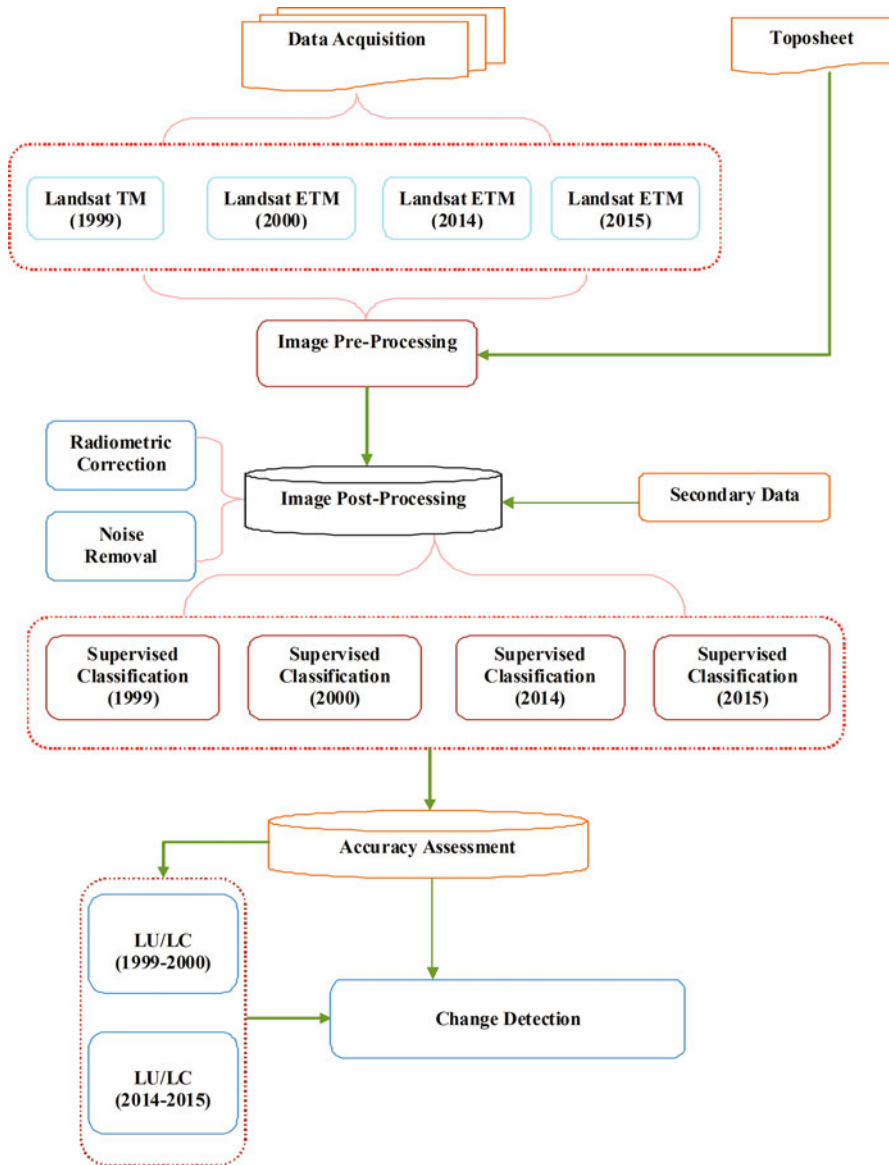 Data Acquisition
Toposheet
Landsat TM
(1999)
Landsat ETM
(2000)
Landsat ETM
(2014)
Landsat ETM
(2015)
Image Pre-Processing
Radiometric
Correction
Image Post-Processing
Secondary Data
Noise
Removal
Supervised
Classification
(1999)
Supervised
Classification
(2000)
Supervised
Classification
(2014)
Supervised
Classification
(2015)
Accuracy Assessment
LU/LC
(1999-2000)
Change Detection
LU/LC
(2014-2015)